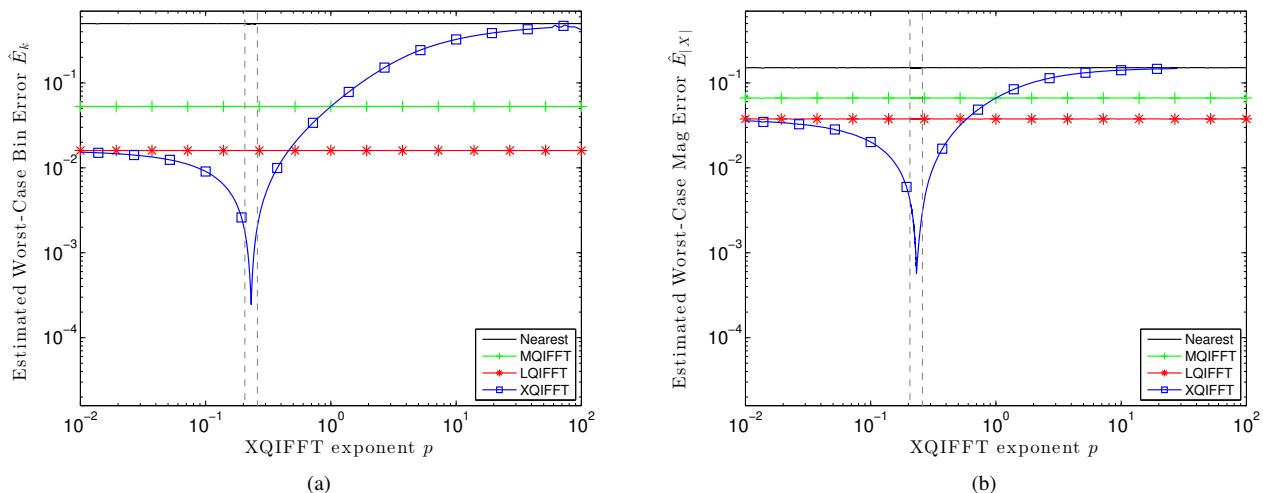 Estimated Worst-Case Bin Error Ê_k
10^-1
10^-2
10^-3
10^-4
Nearest
MQIFFT
LQIFFT
XQIFFT
10^-2 10^-1 10^0 10^1 10^2
XQIFFT exponent p
(a)
Estimated Worst-Case Mag Error Ê_|X|
10^-1
10^-2
10^-3
10^-4
Nearest
MQIFFT
LQIFFT
XQIFFT
10^-2 10^-1 10^0 10^1 10^2
XQIFFT exponent p
(b)